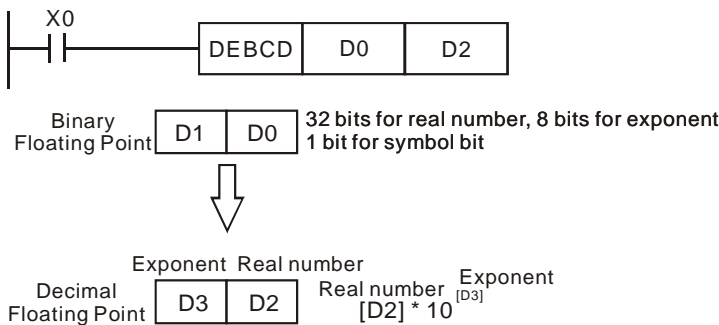 X0
DEBCD D0 D2
Binary
Floating Point
D1 D0
32 bits for real number, 8 bits for exponent
1 bit for symbol bit
Exponent Real number
Decimal
Floating Point
D3 D2
Real number Exponent
[D2] * 10 [D3]